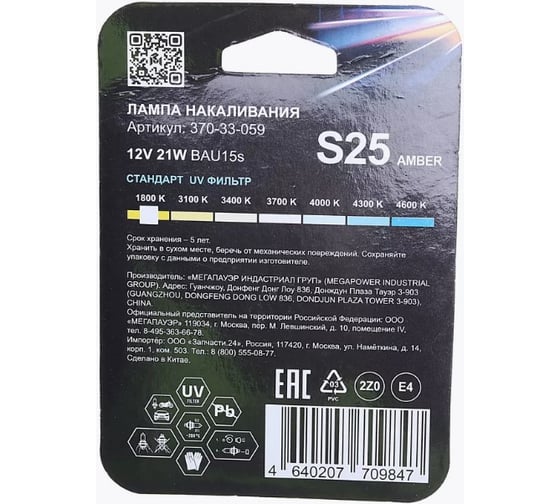 ЛАМПА НАКАЛИВАНИЯ
Артикул: 370-33-059
12V 21W BAU15s
S25 AMBER
СТАНДАРТ UV ФИЛЬТР
1800 K 3100 K 3400 K 3700 K 4000 K 4300 K 4600 K
Срок хранения – 5 лет.
Хранить в сухом месте, беречь от механических повреждений. Сохраняйте
упаковку с данными о предприятии изготовителе.
Производитель: «МЕГАПАУЭР ИНДАСТРИАЛ ГРУП» (MEGAPOWER INDUSTRIAL
GROUP). Адрес: Гуанчжоу, Донфенг Донг Лоу 836, Донждун Плаза Тауэр 3-903
(GUANGZHOU, DONGFENG DONG LOW 836, DONDJUN PLAZA TOWER 3-903),
CHINA.
Официальный представитель на территории Российской Федерации: ООО
«МЕГАПАУЭР» 119034, г. Москва, пер. М. Левшинский, д. 10, помещение IV,
тел. 8-495-363-66-78.
Импортёр: ООО «Запчасти.24», Россия, 117420, г. Москва, ул. Намёткина, д. 14,
корп. 1, ком. 503. Тел.: 8 (800) 555-08-77.
Сделано в Китае.
UV
FILTER
Pb
EAC
03
PVC
2Z0
E4
4 640207 709847